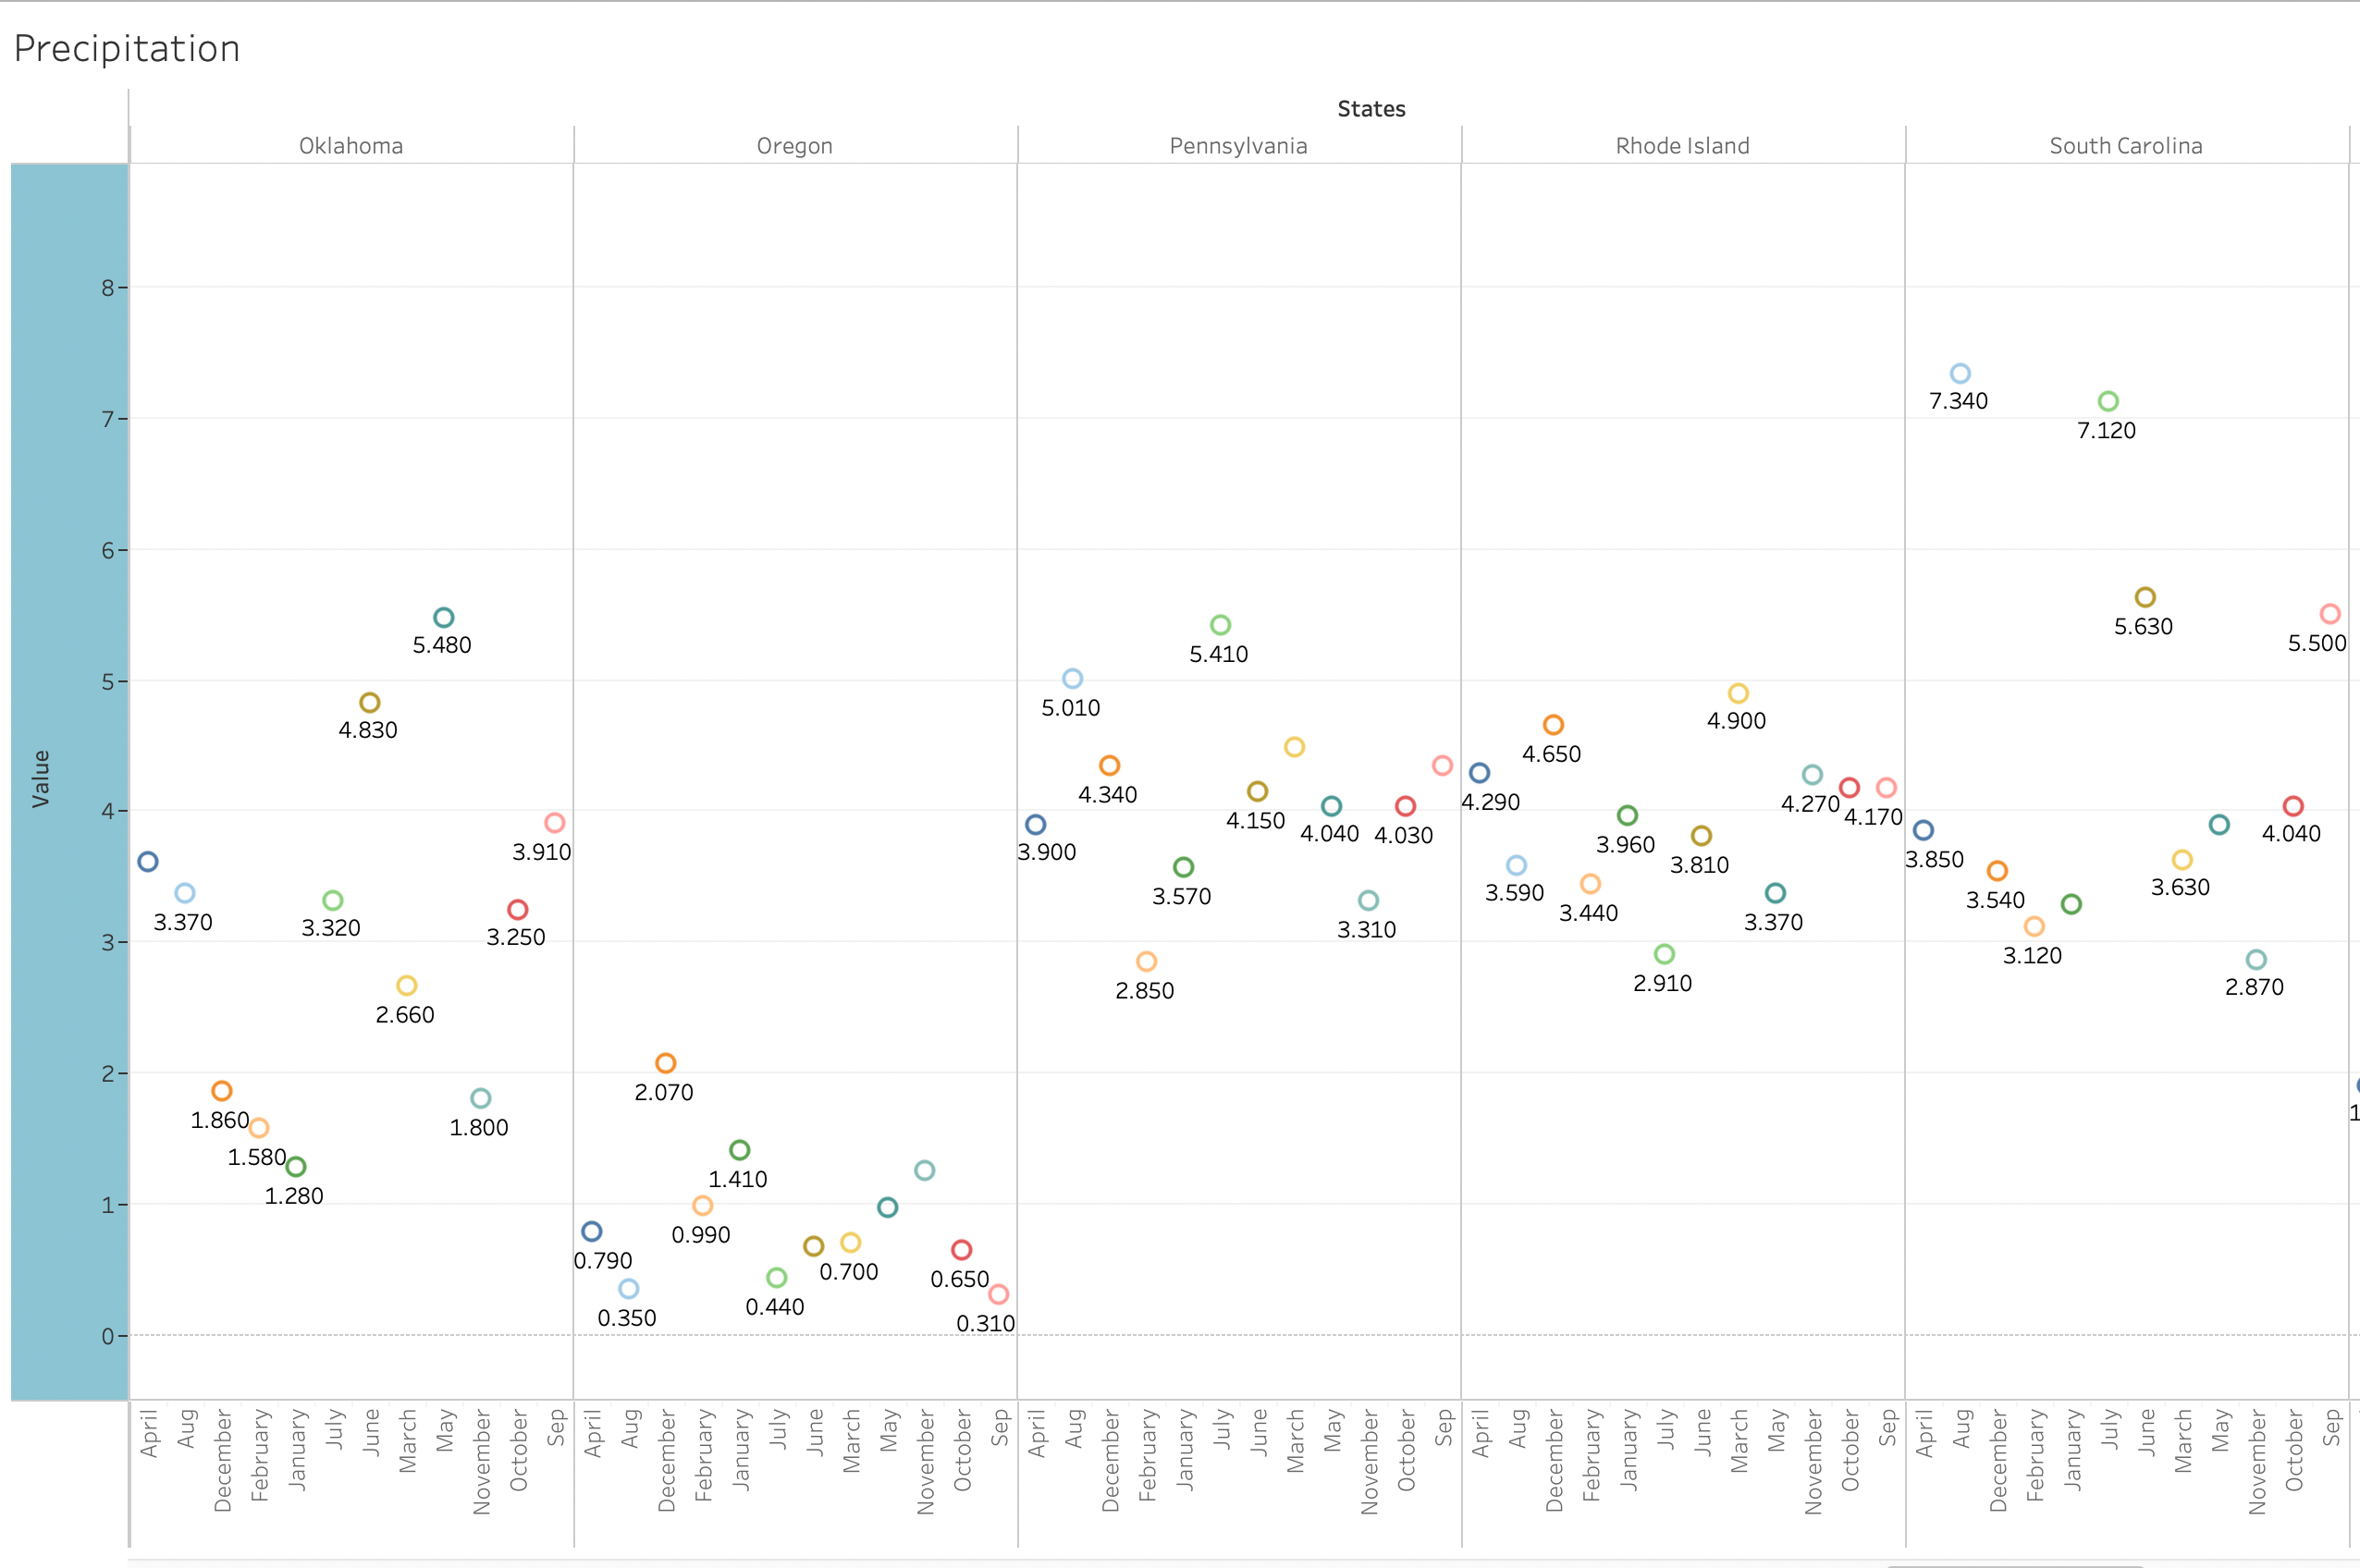 Precipitation
States
Oklahoma Oregon Pennsylvania Rhode Island South Carolina
Value
8
7.340
7.120
7
6
5.630
5.500
5.480
5.410
5
5.010
4.900
4.830
4.650
4.340
4.290 4.270 4.170
4.150 4.040 4.030 4.040
4
3.910 3.900 3.960 3.810 3.850
3.590 3.570 3.540 3.630
3.370 3.320 3.250 3.310 3.440 3.370
3
3.120
2.850 2.910 2.870
2.660
2
2.070
1.860 1.800
1.580
1.280 1.410
1
0.990
0.790 0.700 0.650
0.350 0.440 0.310
0
April Aug December February January July June March May November October Sep April Aug December February January July June March May November October Sep April Aug December February January July June March May November October Sep April Aug December February January July June March May November October Sep April Aug December February January July June March May November October Sep